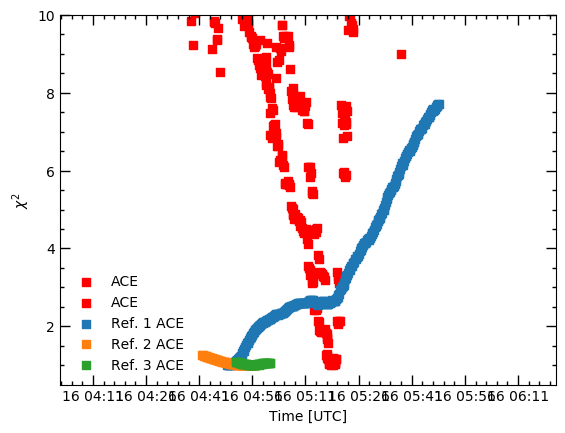 10
8
6
4
2
χ²
ACE
ACE
Ref. 1 ACE
Ref. 2 ACE
Ref. 3 ACE
16 04:11 16 04:26 16 04:41 16 04:56 16 05:11 16 05:26 16 05:41 16 05:56 16 06:11
Time [UTC]